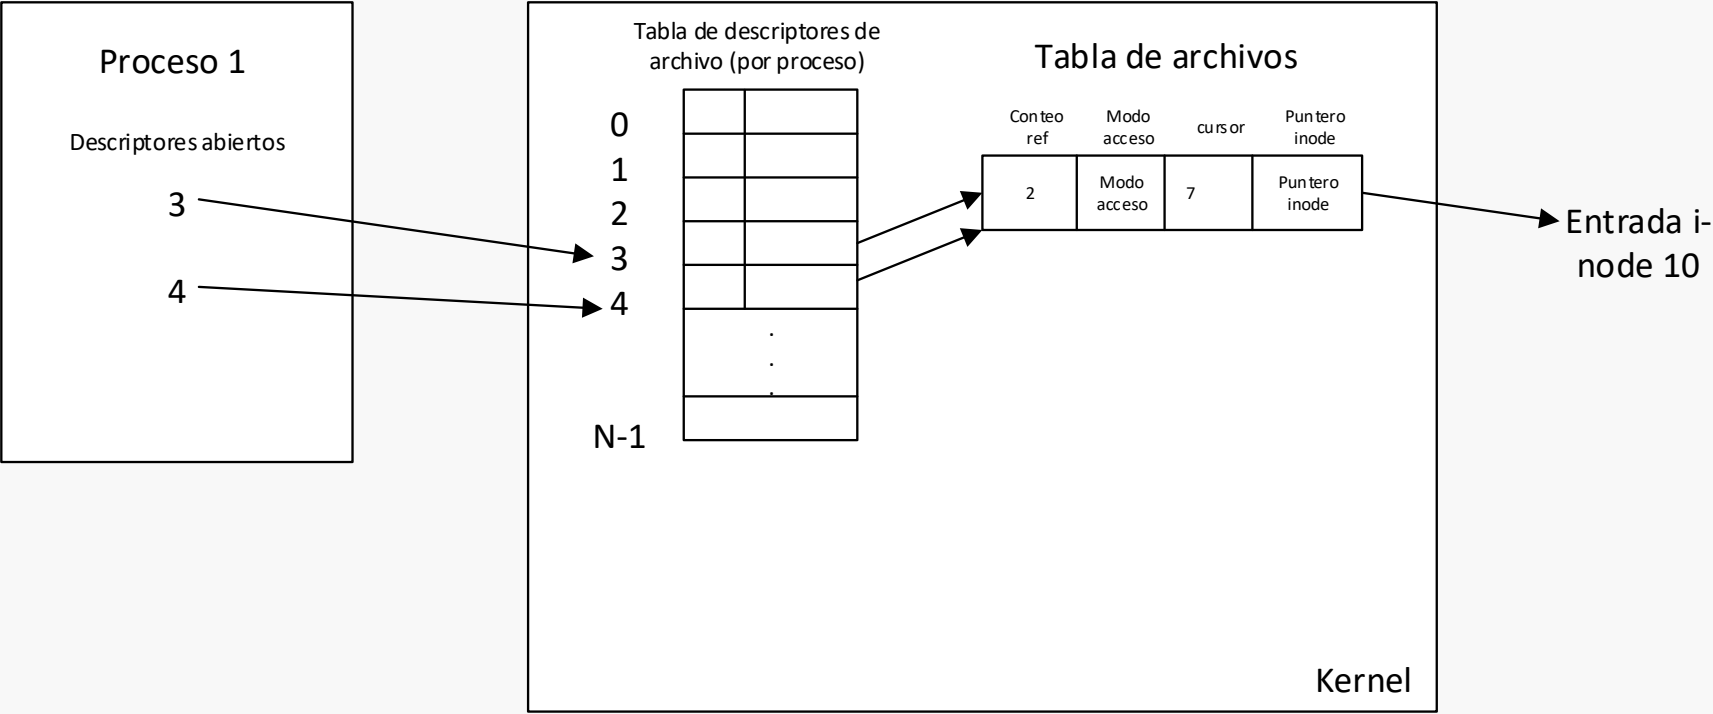 Proceso 1
Descriptores abiertos
3
4
Tabla de descriptores de
archivo (por proceso)
0
1
2
3
4
.
.
.
N-1
Tabla de archivos
Conteo
ref
Modo
acceso
cursor
Puntero
inode
2
Modo
acceso
7
Puntero
inode
Entrada i-
node 10
Kernel